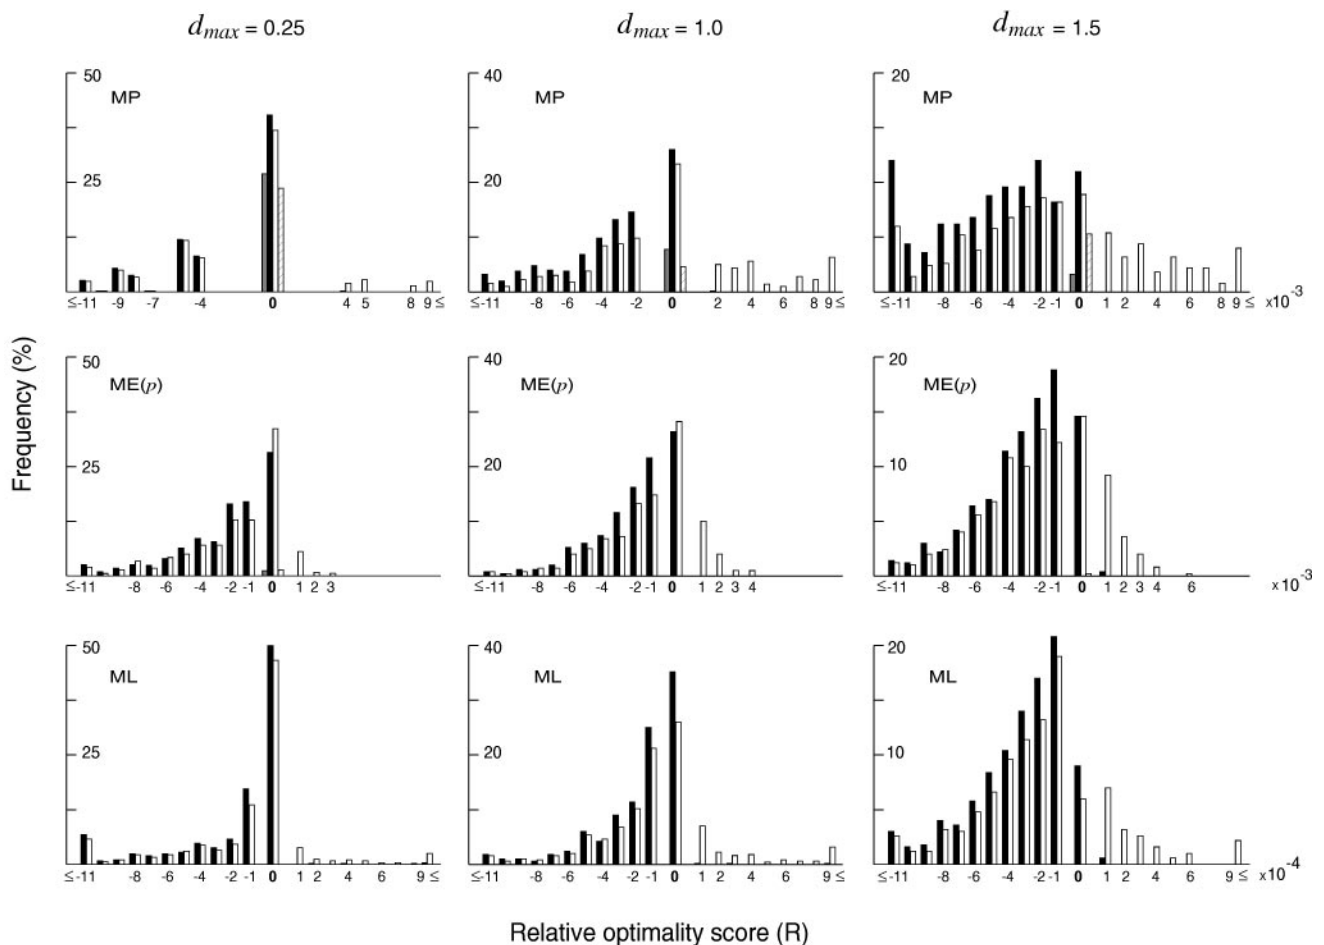 d_max = 0.25 d_max = 1.0 d_max = 1.5
50 40 20
MP MP MP
25 20
≤-11 -9 -7 -4 0 4 5 8 9 ≤ ≤-11 -8 -6 -4 -2 0 2 4 6 8 9 ≤ ≤-11 -8 -6 -4 -2 -1 0 1 2 4 6 8 9 ≤ x10^-3
Frequency (%)
50 40 20
ME(p) ME(p) ME(p)
25 20 10
≤-11 -8 -6 -4 -2 -1 0 1 2 3 ≤-11 -8 -6 -4 -2 -1 0 1 2 3 4 ≤-11 -8 -6 -4 -2 -1 0 1 2 3 4 6 x10^-3
50 40 20
ML ML ML
25 20 10
≤-11 -8 -6 -4 -2 -1 0 1 2 4 6 9 ≤ ≤-11 -8 -6 -4 -2 -1 0 1 2 4 6 8 9 ≤ ≤-11 -8 -6 -4 -2 -1 0 1 2 4 6 9 ≤ x10^-4
Relative optimality score (R)